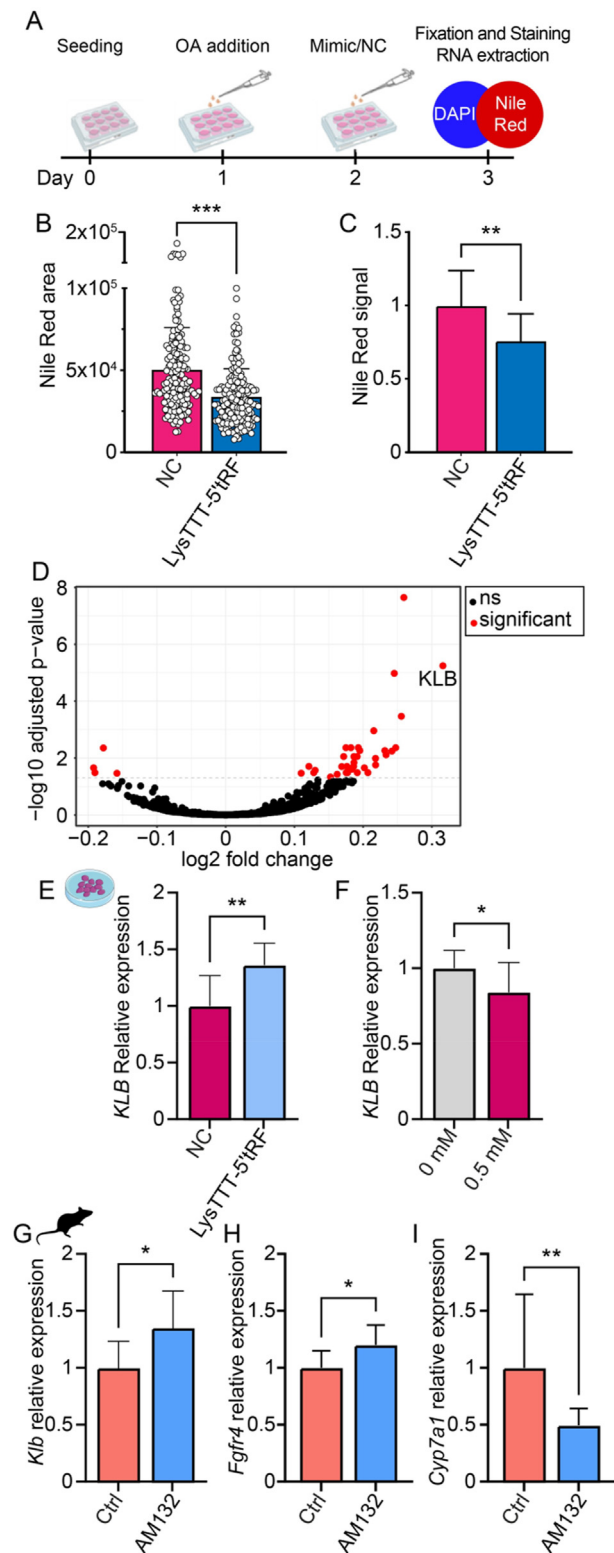 A
Seeding
OA addition
Mimic/NC
Fixation and Staining
RNA extraction
DAPI
Nile
Red
Day 0 1 2 3
B
Nile Red area
2x10⁵
1x10⁵
5x10⁴
0
***
NC
LysTTT-5'tRF
C
Nile Red signal
1.5
1
0.5
0
**
NC
LysTTT-5'tRF
D
−log10 adjusted p-value
8
6
4
2
0
KLB
ns
significant
−0.2 −0.1 0 0.1 0.2 0.3
log2 fold change
E
KLB Relative expression
2
1.5
1
0.5
0
**
NC
LysTTT-5'tRF
F
KLB Relative expression
1.5
1
0.5
0
*
0 mM
0.5 mM
G
Klb relative expression
2
1.5
1
0.5
0
*
Ctrl
AM132
H
Fgfr4 relative expression
2
1.5
1
0.5
0
*
Ctrl
AM132
I
Cyp7a1 relative expression
2
1.5
1
0.5
0
**
Ctrl
AM132